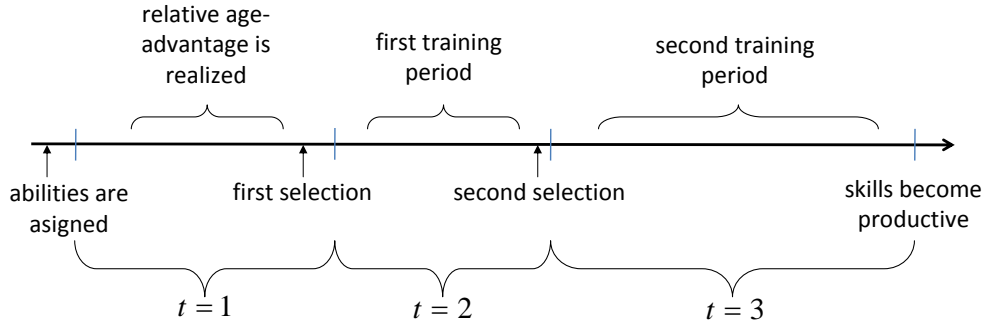 relative age-
advantage is
realized
first training
period
second training
period
abilities are
asigned
first selection
second selection
skills become
productive
t = 1
t = 2
t = 3